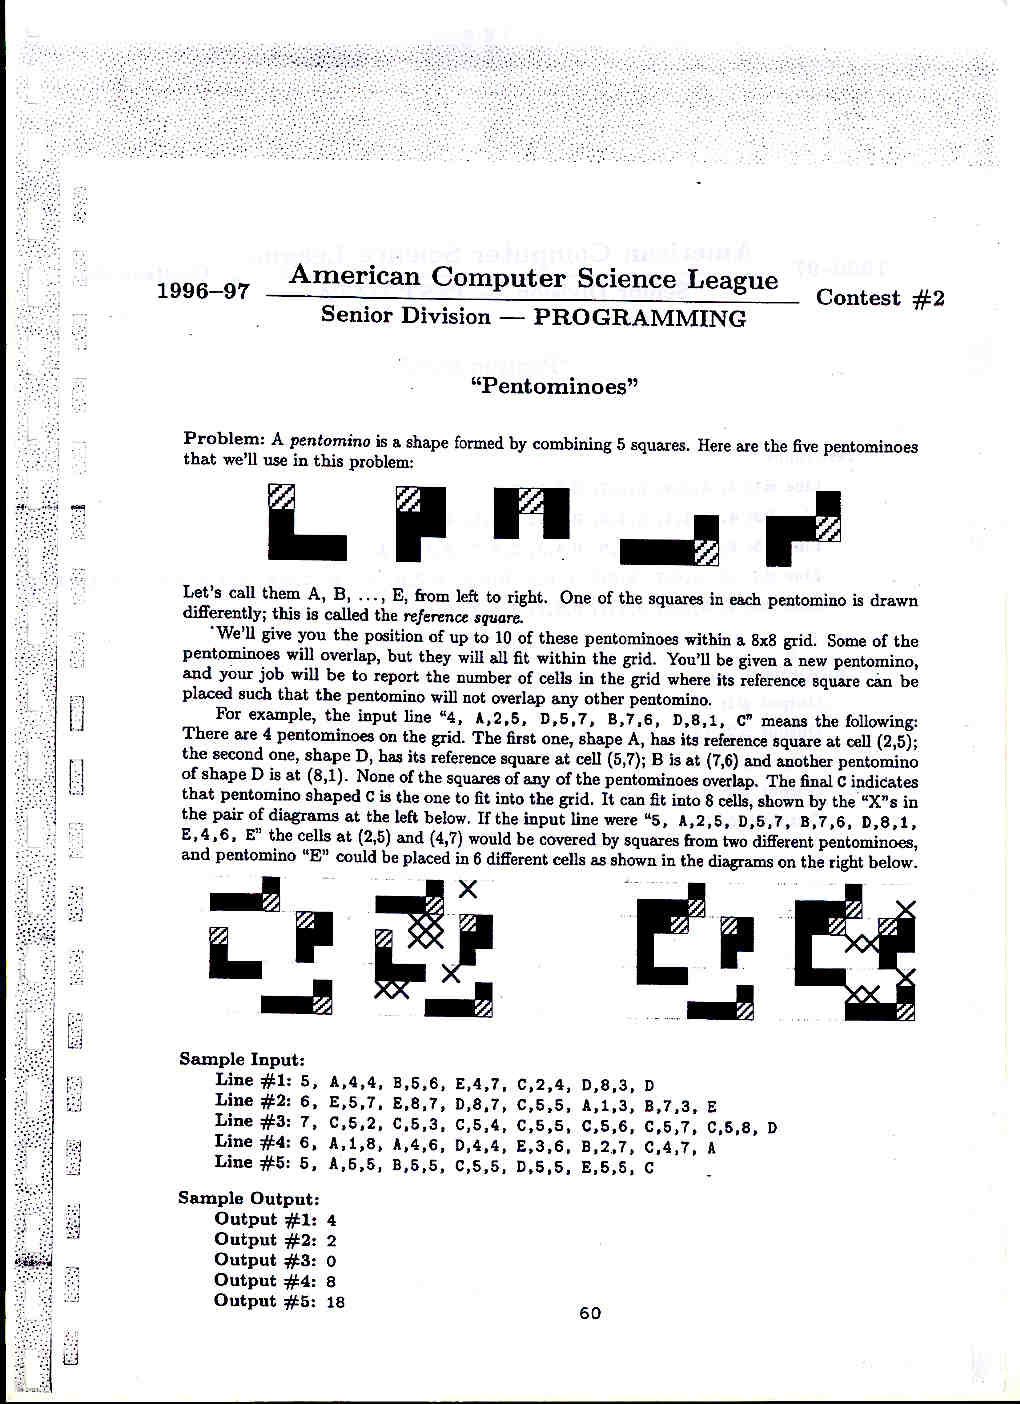 American Computer Science League
1996–97
Contest #2
Senior Division — PROGRAMMING
“Pentominoes”
Problem: A pentomino is a shape formed by combining 5 squares. Here are the five pentominoes
that we'll use in this problem:
Let's call them A, B, ..., E, from left to right. One of the squares in each pentomino is drawn
differently; this is called the reference square.
We'll give you the position of up to 10 of these pentominoes within a 8x8 grid. Some of the
pentominoes will overlap, but they will all fit within the grid. You'll be given a new pentomino,
and your job will be to report the number of cells in the grid where its reference square can be
placed such that the pentomino will not overlap any other pentomino.
For example, the input line “4, A,2,5, D,5,7, B,7,6, D,8,1, C” means the following:
There are 4 pentominoes on the grid. The first one, shape A, has its reference square at cell (2,5);
the second one, shape D, has its reference square at cell (5,7); B is at (7,6) and another pentomino
of shape D is at (8,1). None of the squares of any of the pentominoes overlap. The final C indicates
that pentomino shaped C is the one to fit into the grid. It can fit into 8 cells, shown by the “X”s in
the pair of diagrams at the left below. If the input line were “5, A,2,5, D,5,7, B,7,6, D,8,1,
E,4,6, E” the cells at (2,5) and (4,7) would be covered by squares from two different pentominoes,
and pentomino “E” could be placed in 6 different cells as shown in the diagrams on the right below.
Sample Input:
Line #1: 5, A,4,4, B,5,6, E,4,7, C,2,4, D,8,3, D
Line #2: 6, E,5,7, E,8,7, D,8,7, C,5,5, A,1,3, B,7,3, E
Line #3: 7, C,5,2, C,5,3, C,5,4, C,5,5, C,5,6, C,5,7, C,5,8, D
Line #4: 6, A,1,8, A,4,6, D,4,4, E,3,6, B,2,7, C,4,7, A
Line #5: 5, A,5,5, B,5,5, C,5,5, D,5,5, E,5,5, C
Sample Output:
Output #1: 4
Output #2: 2
Output #3: 0
Output #4: 8
Output #5: 18
60